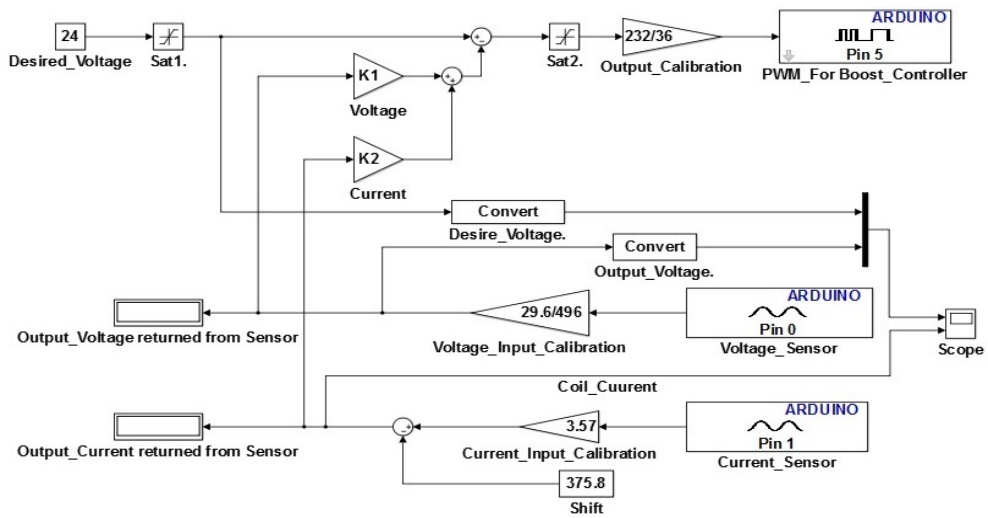 24
Desired_Voltage
Sat1.
K1
Voltage
K2
Current
Sat2.
232/36
Output_Calibration
ARDUINO
Pin 5
PWM_For Boost_Controller
Convert
Desire_Voltage.
Convert
Output_Voltage.
Output_Voltage returned from Sensor
29.6/496
Voltage_Input_Calibration
ARDUINO
Pin 0
Voltage_Sensor
Scope
Coil_Cuurent
Output_Current returned from Sensor
3.57
Current_Input_Calibration
ARDUINO
Pin 1
Current_Sensor
375.8
Shift